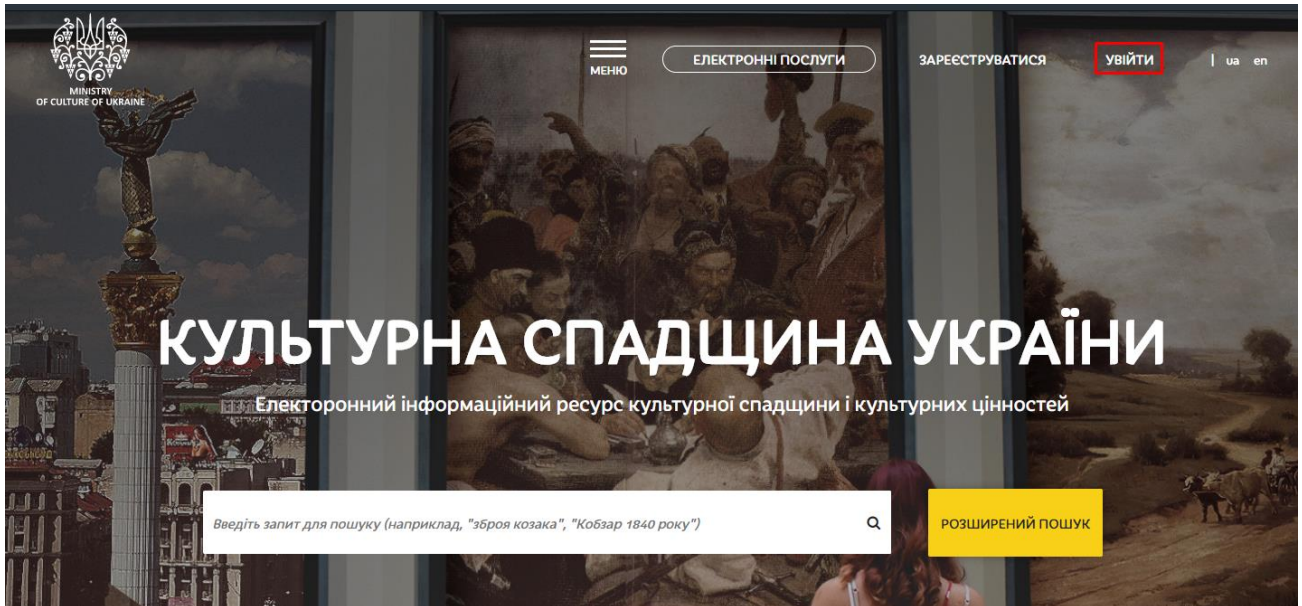 MINISTRY
OF CULTURE OF UKRAINE
МЕНЮ
ЕЛЕКТРОННІ ПОСЛУГИ
ЗАРЕЄСТРУВАТИСЯ
УВІЙТИ
| ua en
КУЛЬТУРНА СПАДЩИНА УКРАЇНИ
Електоронний інформаційний ресурс культурної спадщини і культурних цінностей
Введіть запит для пошуку (наприклад, "зброя козака", "Кобзар 1840 року")
РОЗШИРЕНИЙ ПОШУК